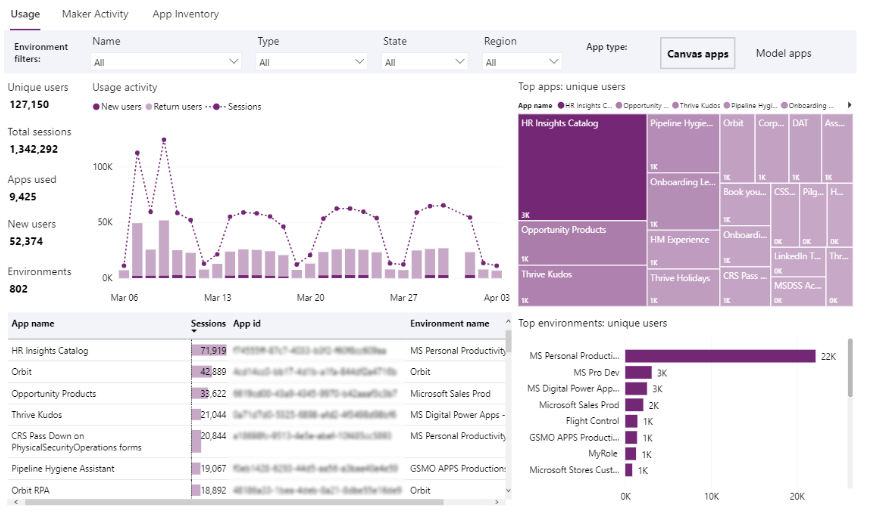 Usage Maker Activity App Inventory
Environment filters:
Name Type State Region
All All All All
App type: Canvas apps Model apps
Unique users
127,150
Total sessions
1,342,292
Apps used
9,425
New users
52,374
Environments
802
Usage activity
New users Return users Sessions
100K
50K
0K
Mar 06 Mar 13 Mar 20 Mar 27 Apr 03
Top apps: unique users
App name HR Insights C... Opportunity ... Thrive Kudos Pipeline Hygi... Onboarding ...
HR Insights Catalog
3K
Opportunity Products
1K
Thrive Kudos
1K
Pipeline Hygie...
1K
Onboarding Le...
1K
HM Experience
1K
Thrive Holidays
1K
Orbit
1K
Corp...
1K
DAT
1K
Ass...
1K
Book you...
1K
Onboardi...
1K
CRS Pass ...
1K
CSS...
0K
Pilg...
0K
H...
0K
LinkedIn T...
0K
MSDSS Ac...
0K
Thr...
0K
App name Sessions App id Environment name
HR Insights Catalog 71,919 MS Personal Productivity
Orbit 42,889 Orbit
Opportunity Products 33,622 Microsoft Sales Prod
Thrive Kudos 21,044 MS Digital Power Apps -
CRS Pass Down on
PhysicalSecurityOperations forms 20,844 MS Personal Productivity
Pipeline Hygiene Assistant 19,067 GSMO APPS Productions
Orbit RPA 18,892 Orbit
Top environments: unique users
MS Personal Producti... 22K
MS Pro Dev 3K
MS Digital Power App... 3K
Microsoft Sales Prod 2K
Flight Control 1K
GSMO APPS Producti... 1K
MyRole 1K
Microsoft Stores Cust... 1K
0K 10K 20K